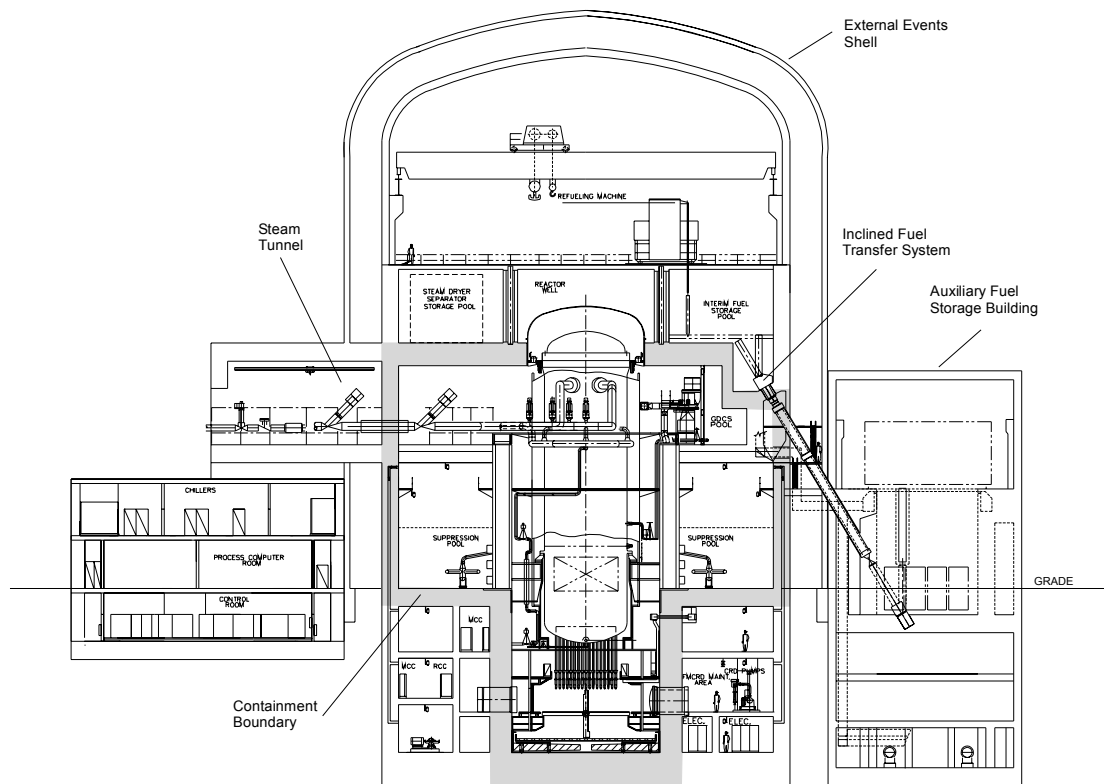 External Events
Shell
REFUELING MACHINE
Steam
Tunnel
Inclined Fuel
Transfer System
Auxiliary Fuel
Storage Building
STEAM DRYER
SEPARATOR
STORAGE POOL
REACTOR
WELL
INTERIM FUEL
STORAGE
POOL
GDCS
POOL
CHILLERS
PROCESS COMPUTER
ROOM
CONTROL
ROOM
SUPPRESSION
POOL
SUPPRESSION
POOL
GRADE
MCC
MCC
RCC
FMCRD MAINT
AREA
CRD PUMPS
ELEC.
ELEC.
Containment
Boundary